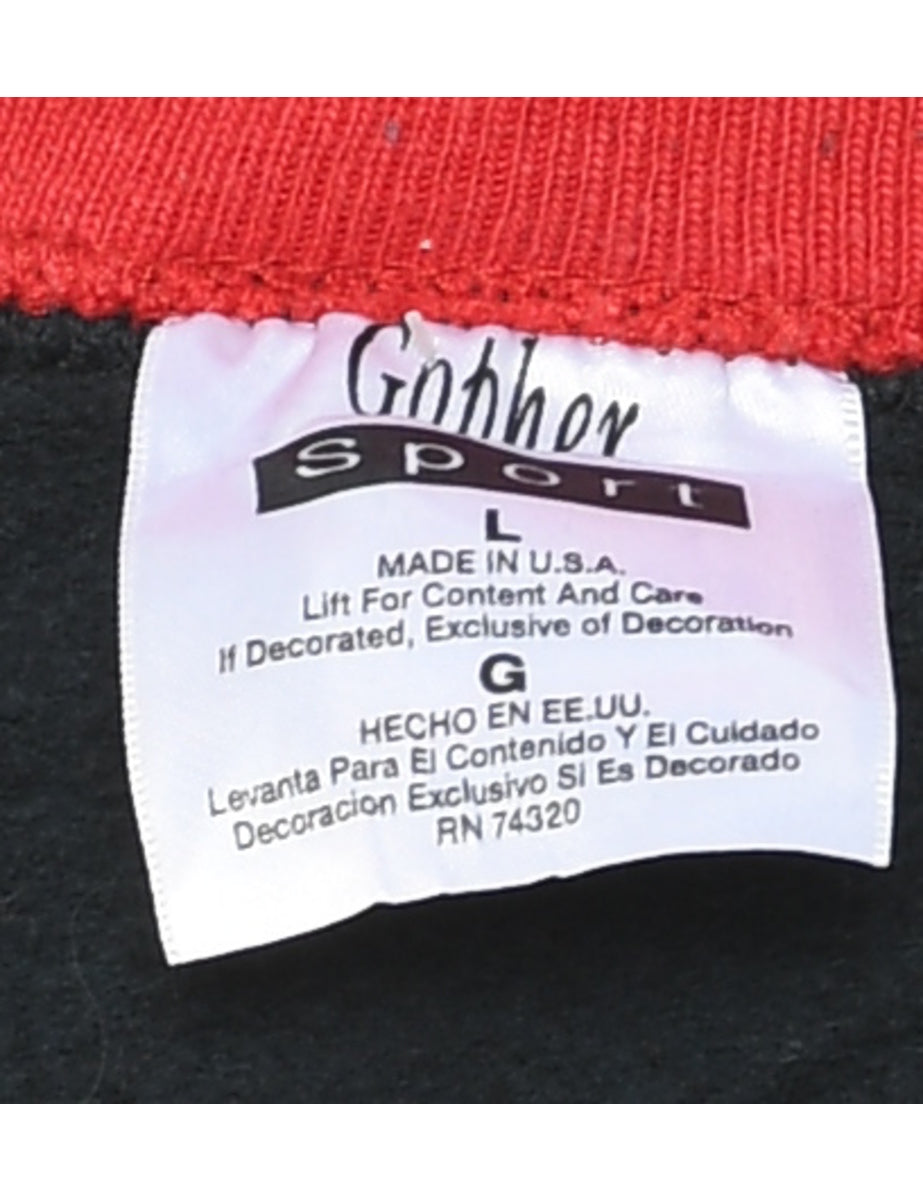 Gopher
Sport
L
MADE IN U.S.A.
Lift For Content And Care
If Decorated, Exclusive of Decoration
G
HECHO EN EE.UU.
Levanta Para El Contenido Y El Cuidado
Decoracion Exclusivo Si Es Decorado
RN 74320